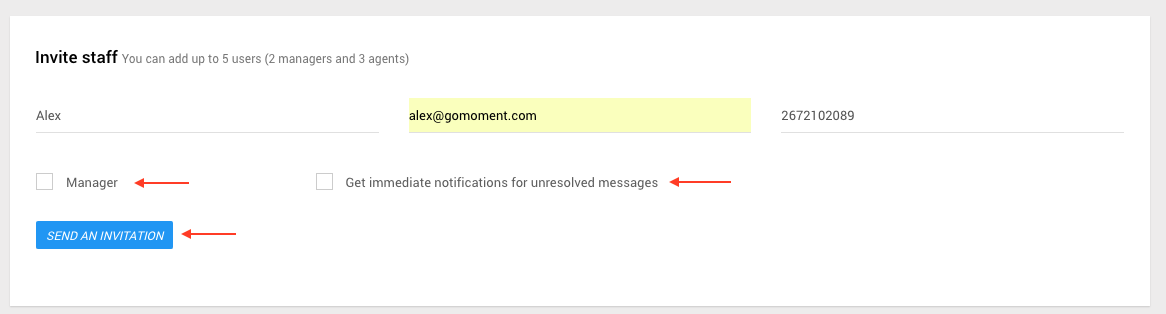 Invite staff You can add up to 5 users (2 managers and 3 agents)
Alex alex@gomoment.com 2672102089
Manager Get immediate notifications for unresolved messages
SEND AN INVITATION